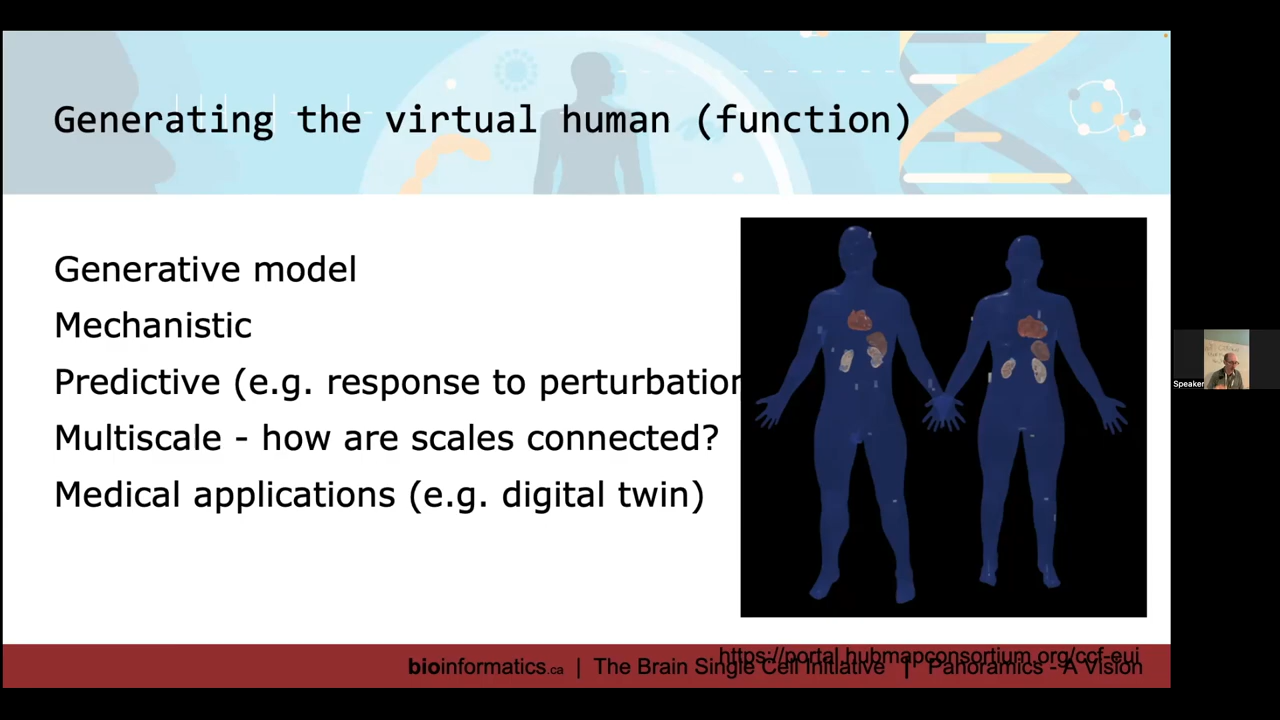 Generating the virtual human (function)
Generative model
Mechanistic
Predictive (e.g. response to perturbation
Multiscale - how are scales connected?
Medical applications (e.g. digital twin)
Speaker
https://portal.hubmapconsortium.org/ccf-eui
bioinformatics.ca | The Brain Single Cell Initiative | Panoramics - A Vision